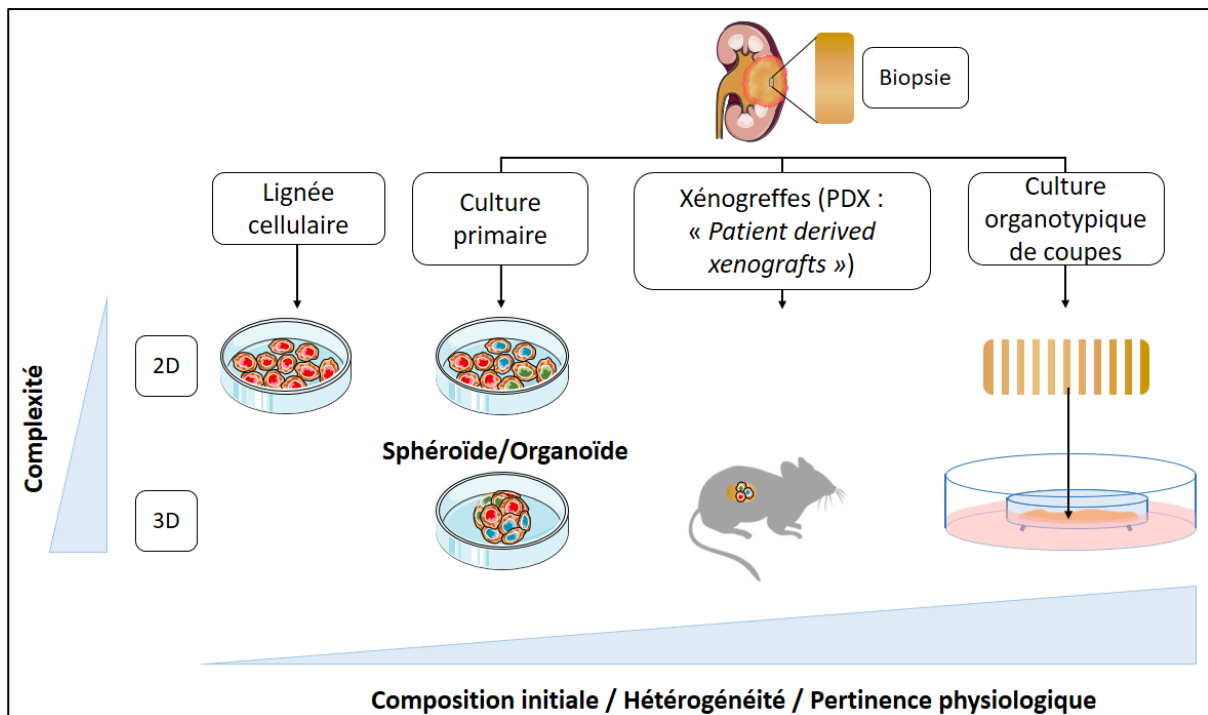 Biopsie
Lignée
cellulaire
Culture
primaire
Xénogreffes (PDX :
« Patient derived
xenografts »)
Culture
organotypique
de coupes
Complexité
2D
Sphéroïde/Organoïde
3D
Composition initiale / Hétérogénéité / Pertinence physiologique